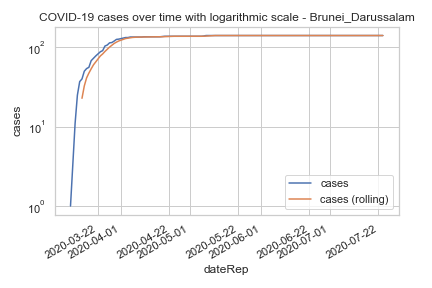 COVID-19 cases over time with logarithmic scale - Brunei_Darussalam
cases
10²
10¹
10⁰
2020-03-22
2020-04-01
2020-04-22
2020-05-01
2020-05-22
2020-06-01
2020-06-22
2020-07-01
2020-07-22
cases
cases (rolling)
dateRep